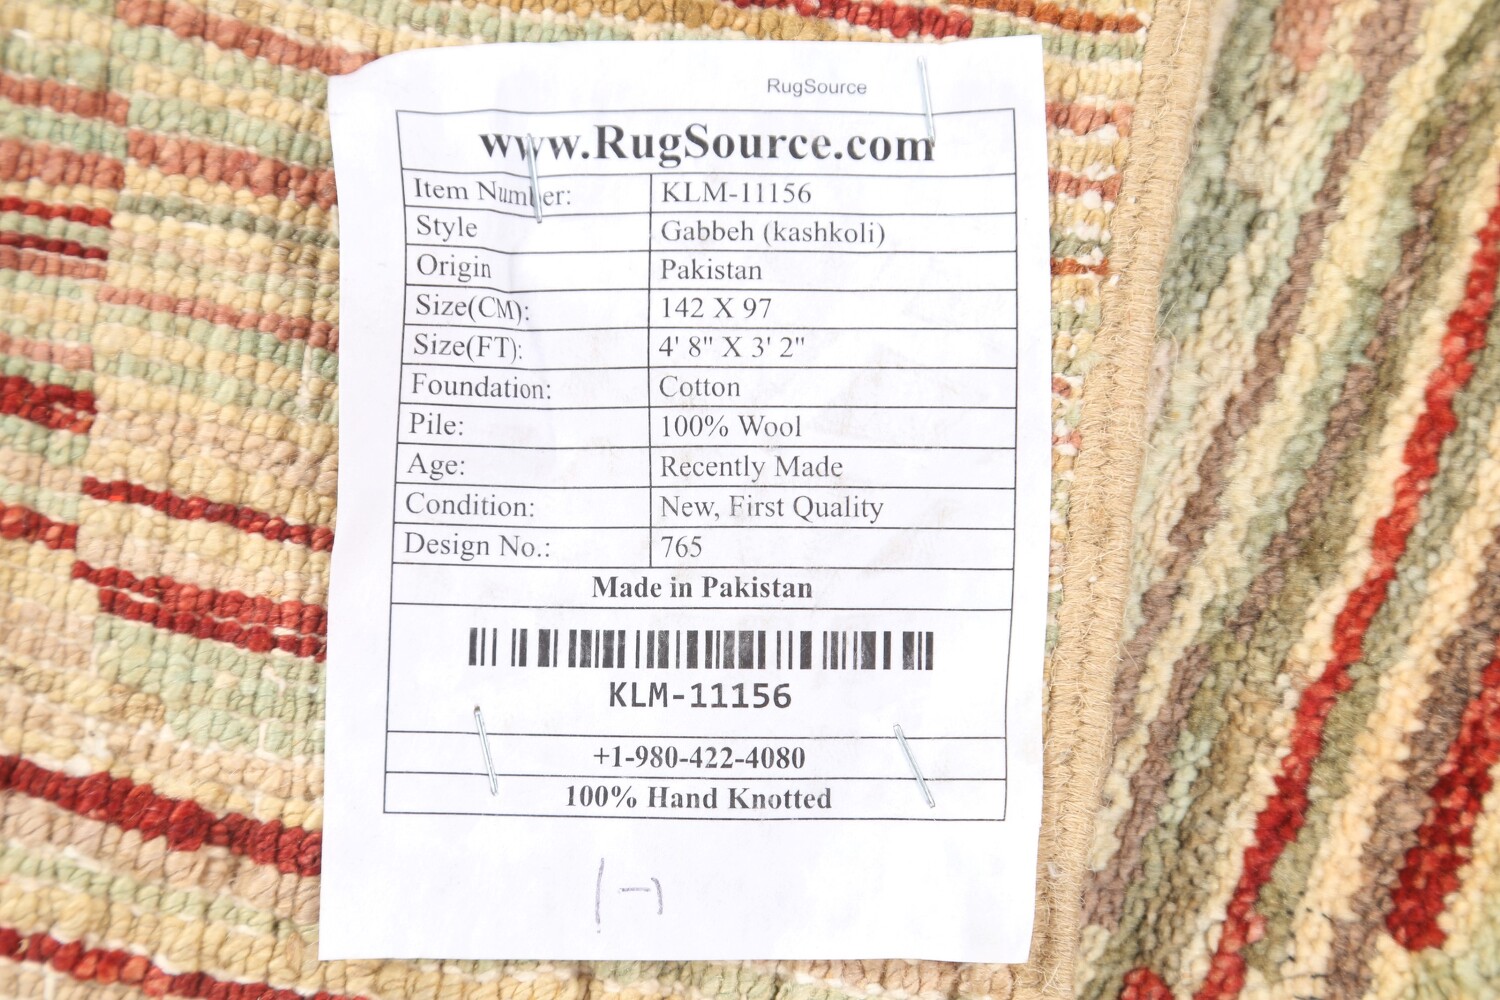 RugSource
www.RugSource.com
Item Number: KLM-11156
Style Gabbeh (kashkoli)
Origin Pakistan
Size(CM): 142 X 97
Size(FT): 4' 8" X 3' 2"
Foundation: Cotton
Pile: 100% Wool
Age: Recently Made
Condition: New, First Quality
Design No.: 765
Made in Pakistan
KLM-11156
+1-980-422-4080
100% Hand Knotted